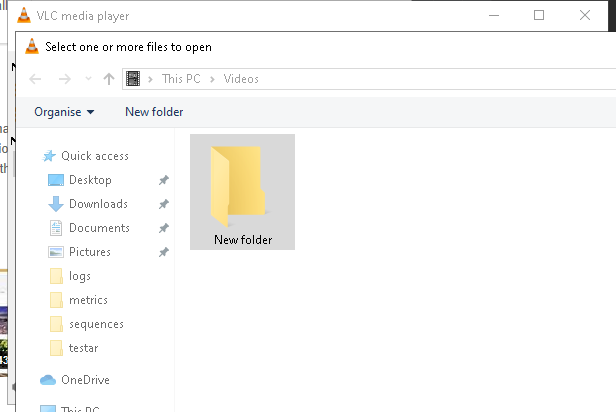 VLC media player
Select one or more files to open
This PC > Videos
Organise
New folder
Quick access
Desktop
Downloads
Documents
Pictures
logs
metrics
sequences
testar
OneDrive
This PC
New folder